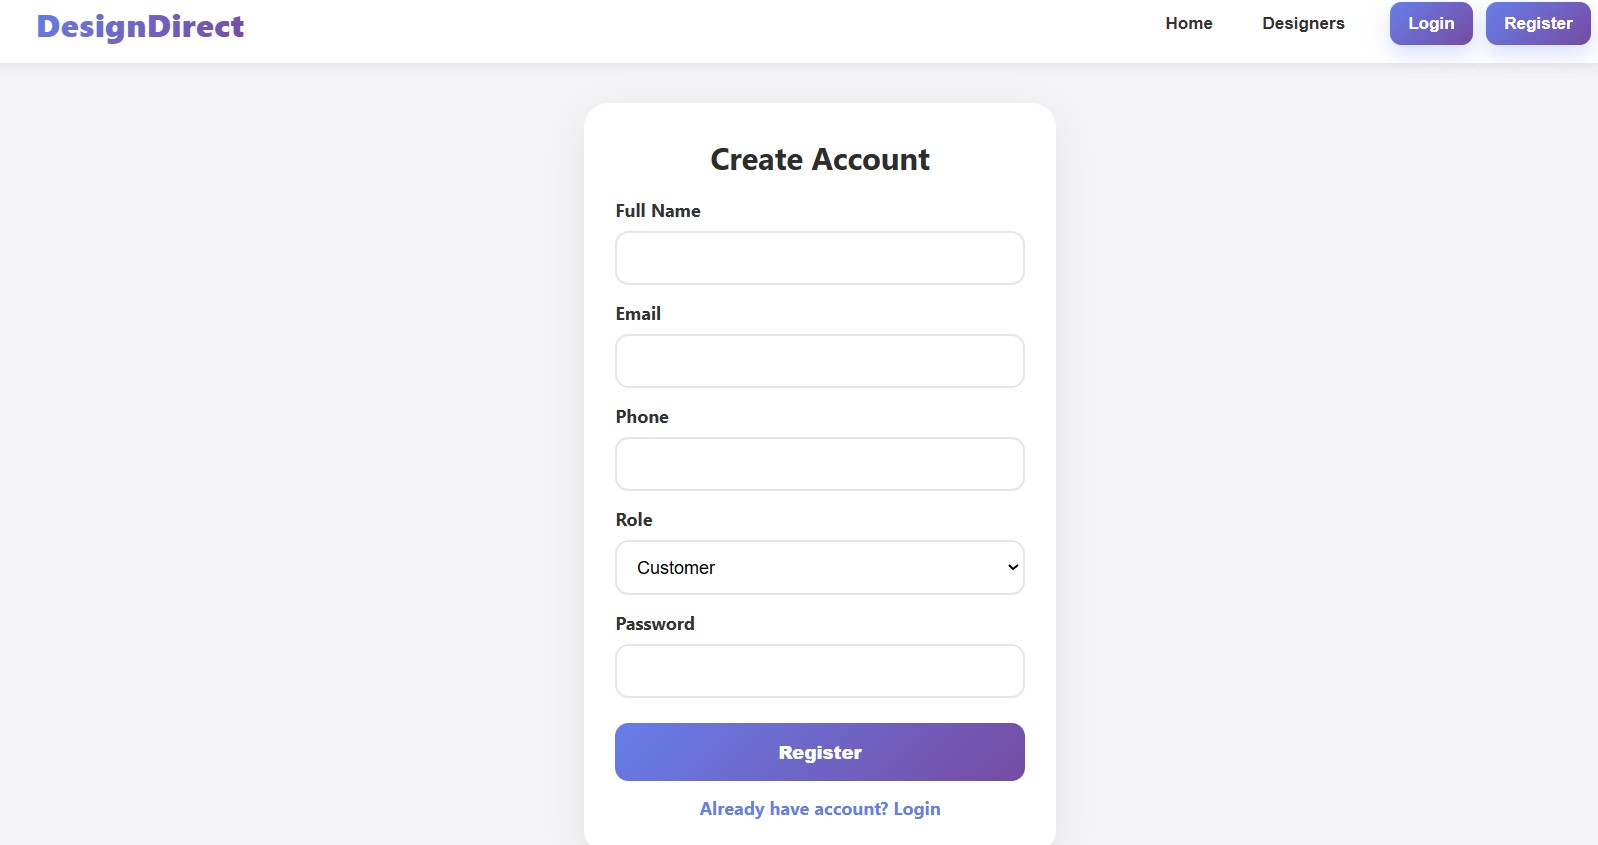 DesignDirect Home Designers Login Register
Create Account
Full Name
Email
Phone
Role
Customer
Password
Register
Already have account? Login